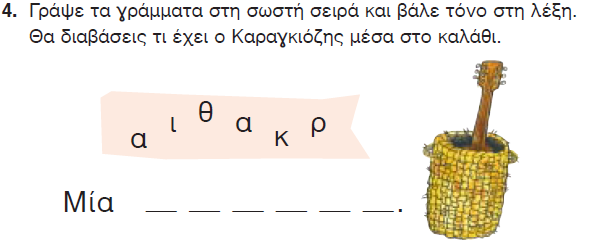 4. Γράψε τα γράμματα στη σωστή σειρά και βάλε τόνο στη λέξη.
Θα διαβάσεις τι έχει ο Καραγκιόζης μέσα στο καλάθι.
α ι θ α κ ρ
Μία __ __ __ __ __ __.